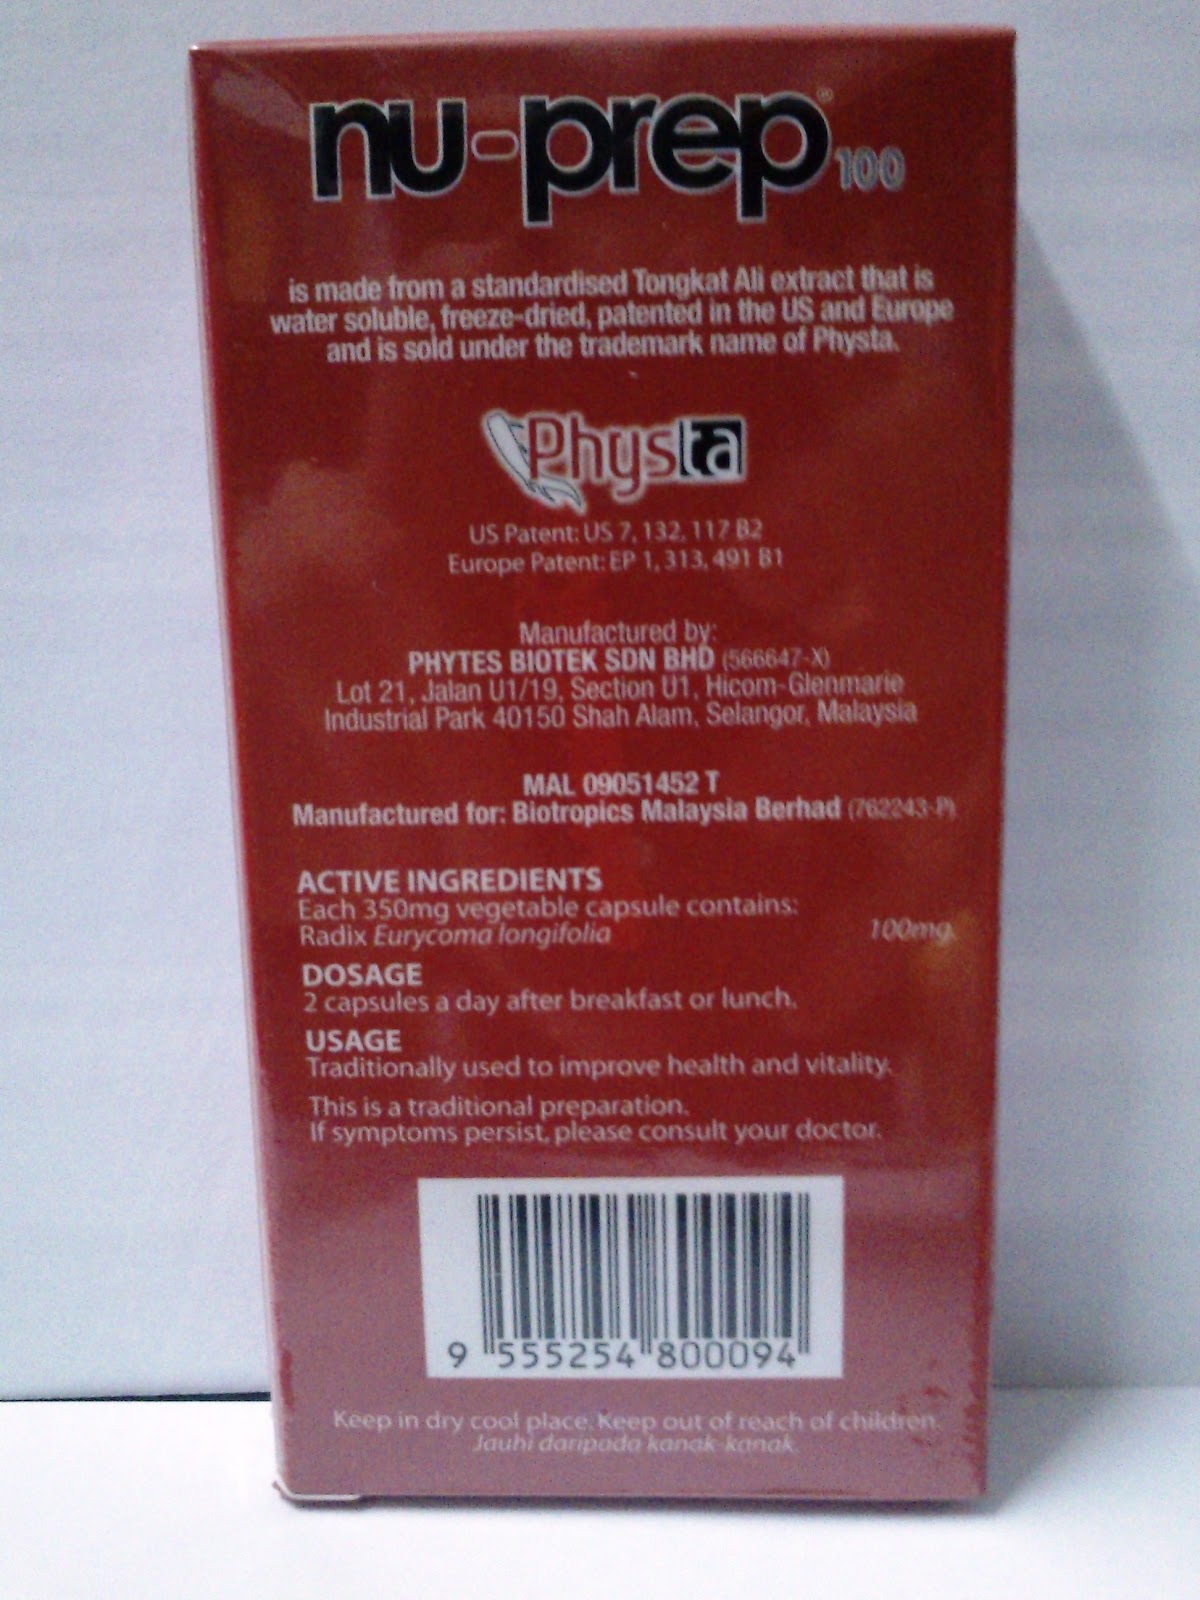 nu-prep® 100
is made from a standardised Tongkat Ali extract that is
water soluble, freeze-dried, patented in the US and Europe
and is sold under the trademark name of Physta.
Physta
US Patent: US 7, 132, 117 B2
Europe Patent: EP 1, 313, 491 B1
Manufactured by:
PHYTES BIOTEK SDN BHD (566647-X)
Lot 21, Jalan U1/19, Section U1, Hicom-Glenmarie
Industrial Park 40150 Shah Alam, Selangor, Malaysia
MAL 09051452 T
Manufactured for: Biotropics Malaysia Berhad (762243-P)
ACTIVE INGREDIENTS
Each 350mg vegetable capsule contains:
Radix Eurycoma longifolia 100mg
DOSAGE
2 capsules a day after breakfast or lunch.
USAGE
Traditionally used to improve health and vitality.
This is a traditional preparation.
If symptoms persist, please consult your doctor.
9 555254 800094
Keep in dry cool place. Keep out of reach of children.
Jauhi daripada kanak-kanak